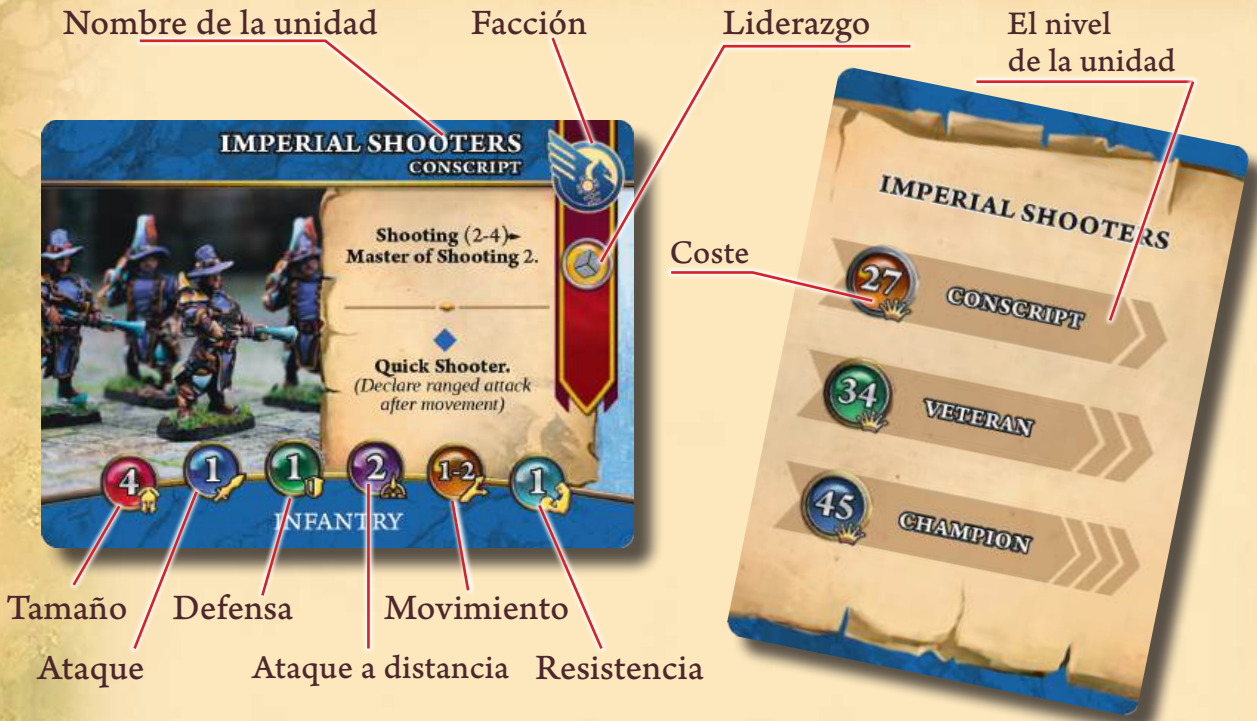 Nombre de la unidad
Facción
Liderazgo
El nivel
de la unidad
IMPERIAL SHOOTERS
CONSCRIPT
Shooting (2-4)
Master of Shooting 2.
Quick Shooter.
(Declare ranged attack
after movement)
4
1
1
2
1-2
1
INFANTRY
Tamaño
Defensa
Movimiento
Ataque
Ataque a distancia
Resistencia
IMPERIAL SHOOTERS
Coste
27
CONSCRIPT
34
VETERAN
45
CHAMPION